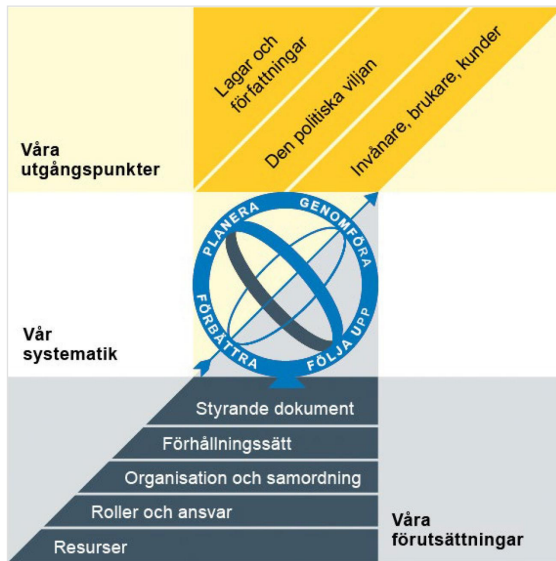 Lagar och
författningar
Den politiska viljan
Invånare, brukare, kunder
Våra
utgångspunkter
PLANERA
GENOMFÖRA
FÖLJA UPP
FÖRBÄTTRA
Vår
systematik
Styrande dokument
Förhållningssätt
Organisation och samordning
Roller och ansvar
Resurser
Våra
förutsättningar